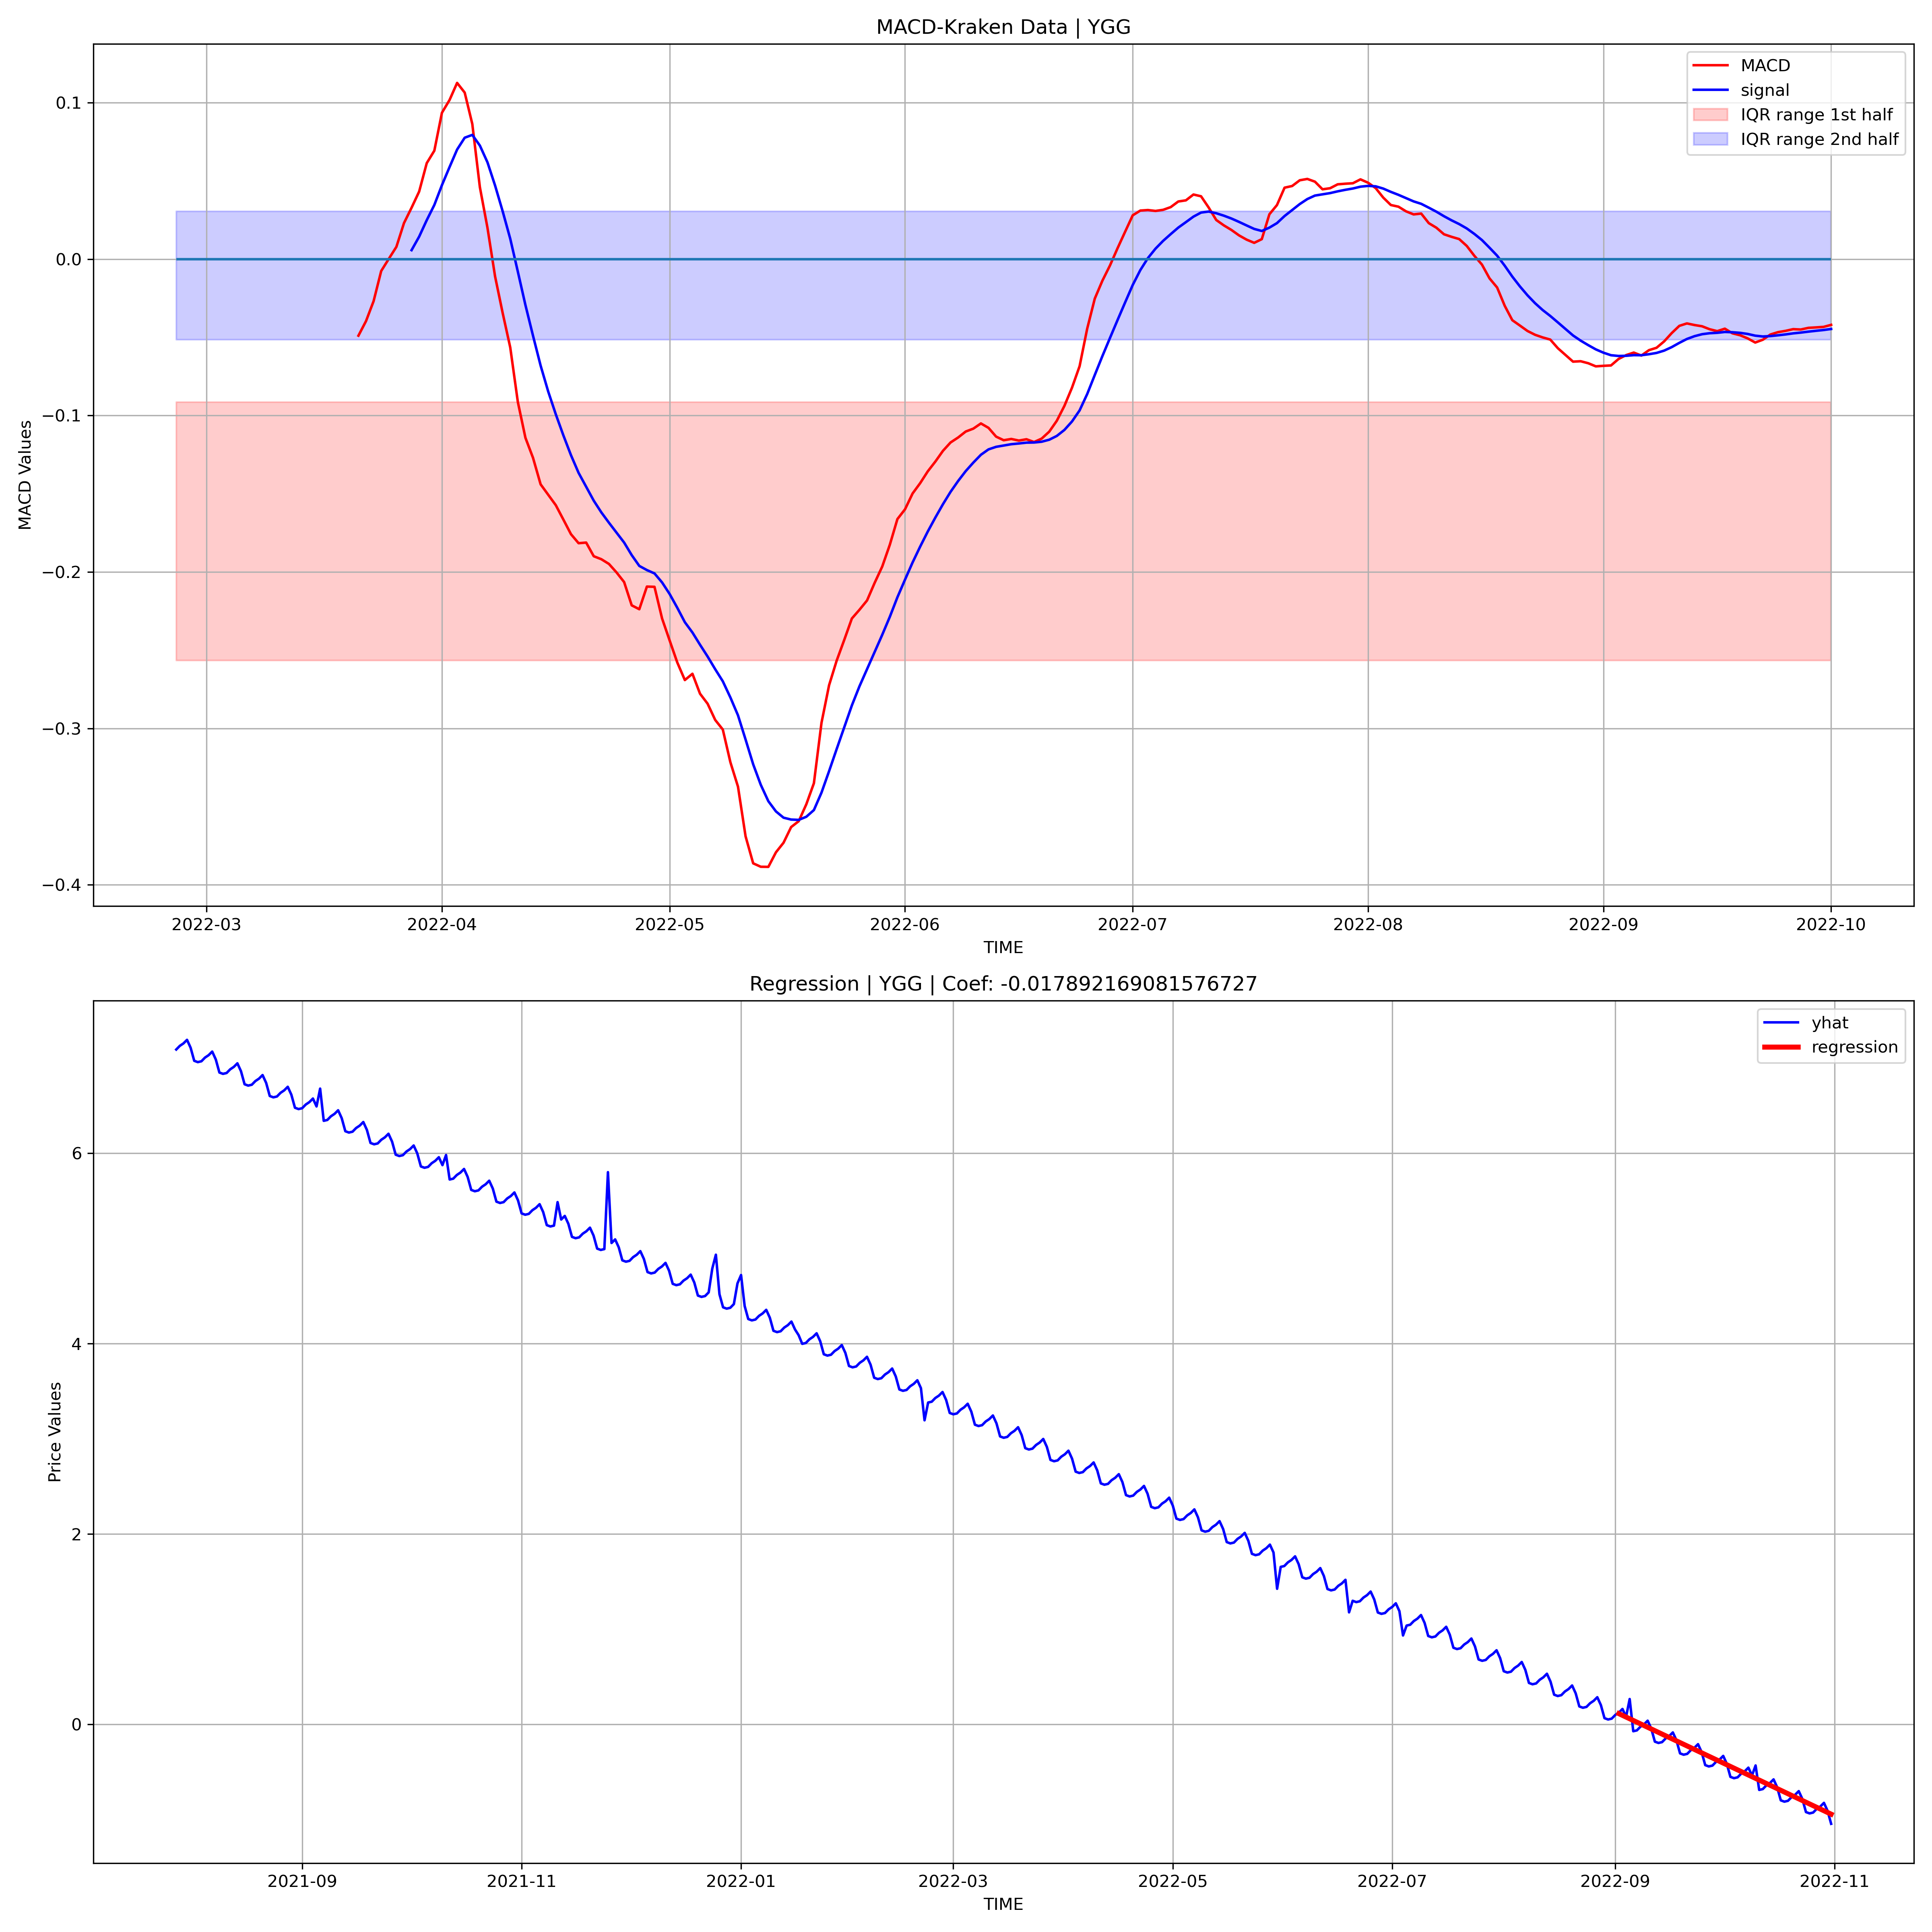 MACD-Kraken Data | YGG
MACD
signal
IQR range 1st half
IQR range 2nd half
0.1
0.0
−0.1
−0.2
−0.3
−0.4
MACD Values
2022-03 2022-04 2022-05 2022-06 2022-07 2022-08 2022-09 2022-10
TIME
Regression | YGG | Coef: -0.017892169081576727
yhat
regression
6
4
2
0
Price Values
2021-09 2021-11 2022-01 2022-03 2022-05 2022-07 2022-09 2022-11
TIME